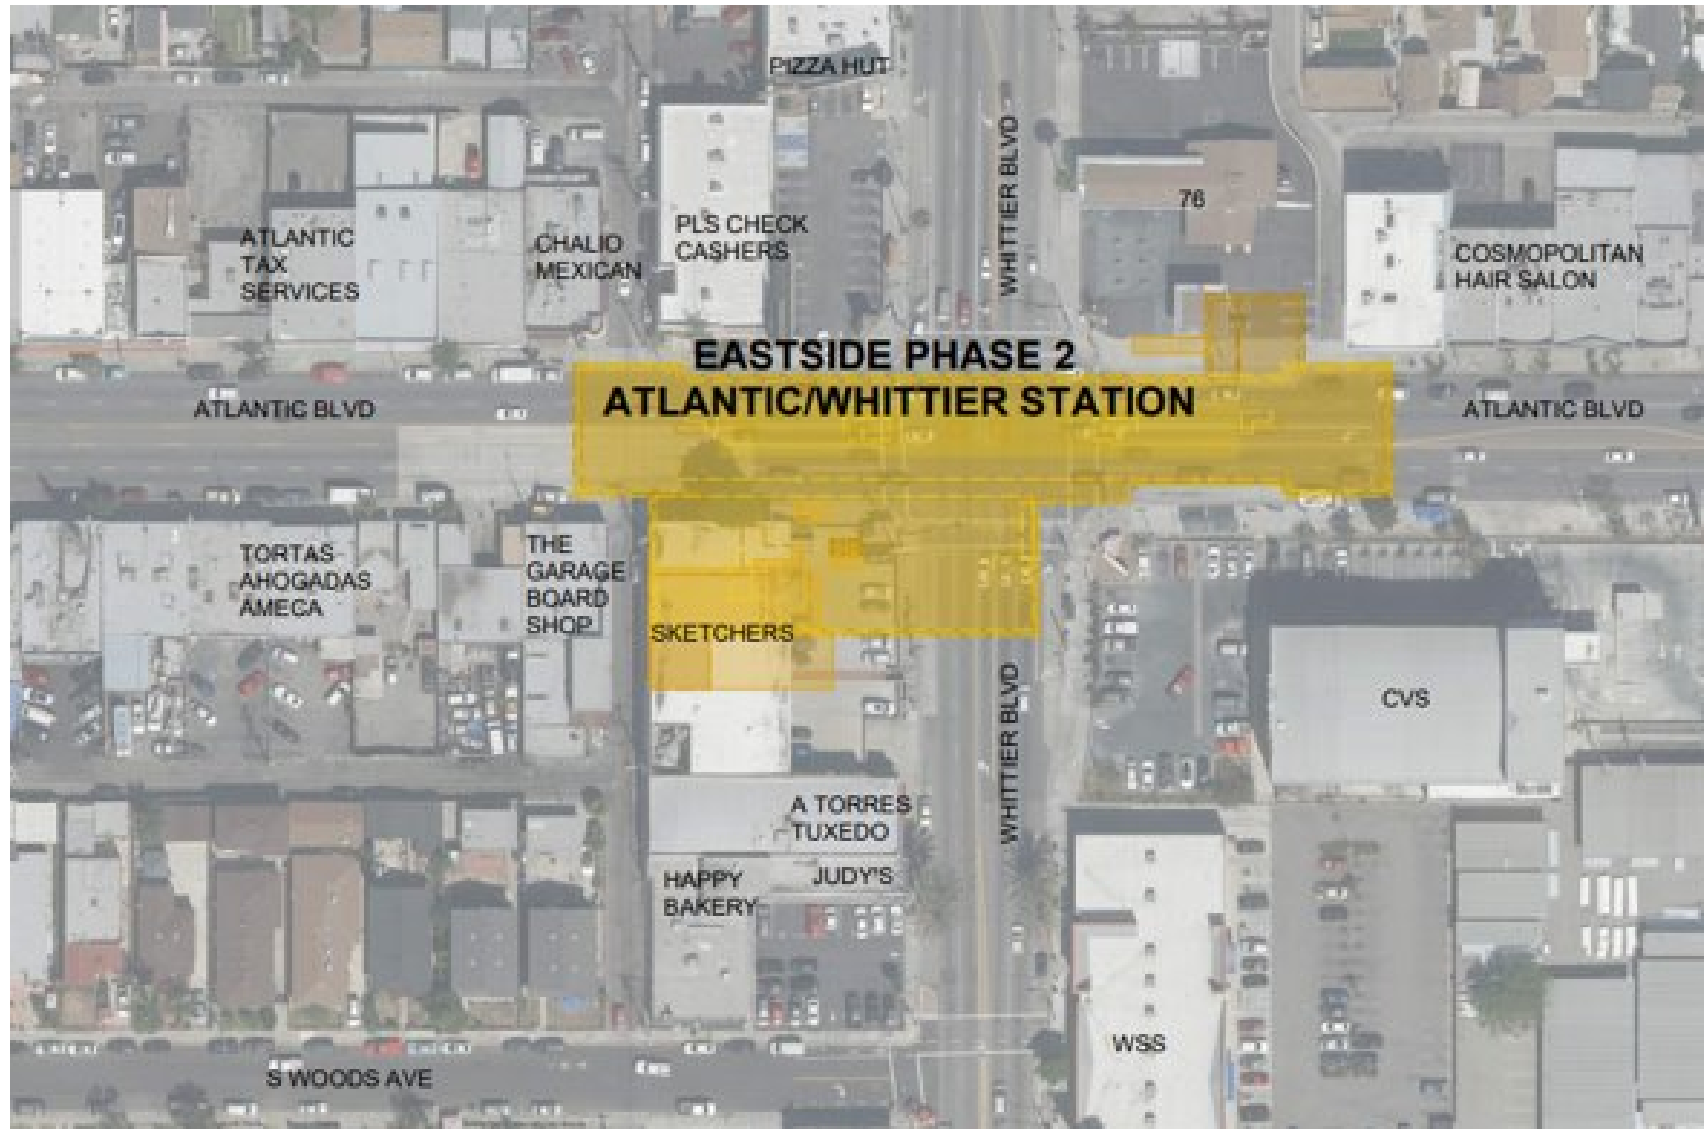 PIZZA HUT
WHITTIER BLVD
76
PLS CHECK
CASHERS
ATLANTIC
TAX
SERVICES
CHALIO
MEXICAN
COSMOPOLITAN
HAIR SALON
EASTSIDE PHASE 2
ATLANTIC/WHITTIER STATION
ATLANTIC BLVD
ATLANTIC BLVD
TORTAS
AHOGADAS
AMECA
THE
GARAGE
BOARD
SHOP
SKETCHERS
WHITTIER BLVD
CVS
A TORRES
TUXEDO
JUDY'S
HAPPY
BAKERY
WSS
S WOODS AVE